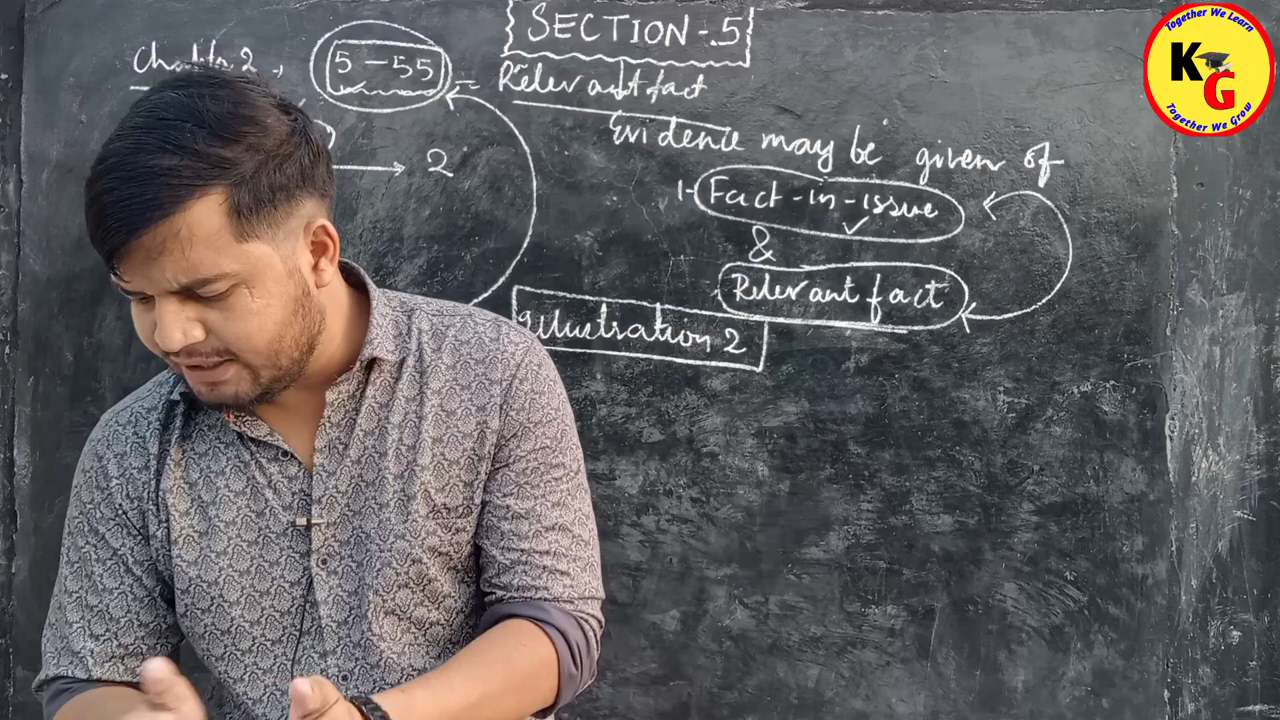 SECTION-5
Chapter 2,
5-55
= Relevant fact
Evidence may be given of
2
1- Fact-in-issue
&
Relevant fact
Illustration 2
Together We Learn
KG
Together We Grow